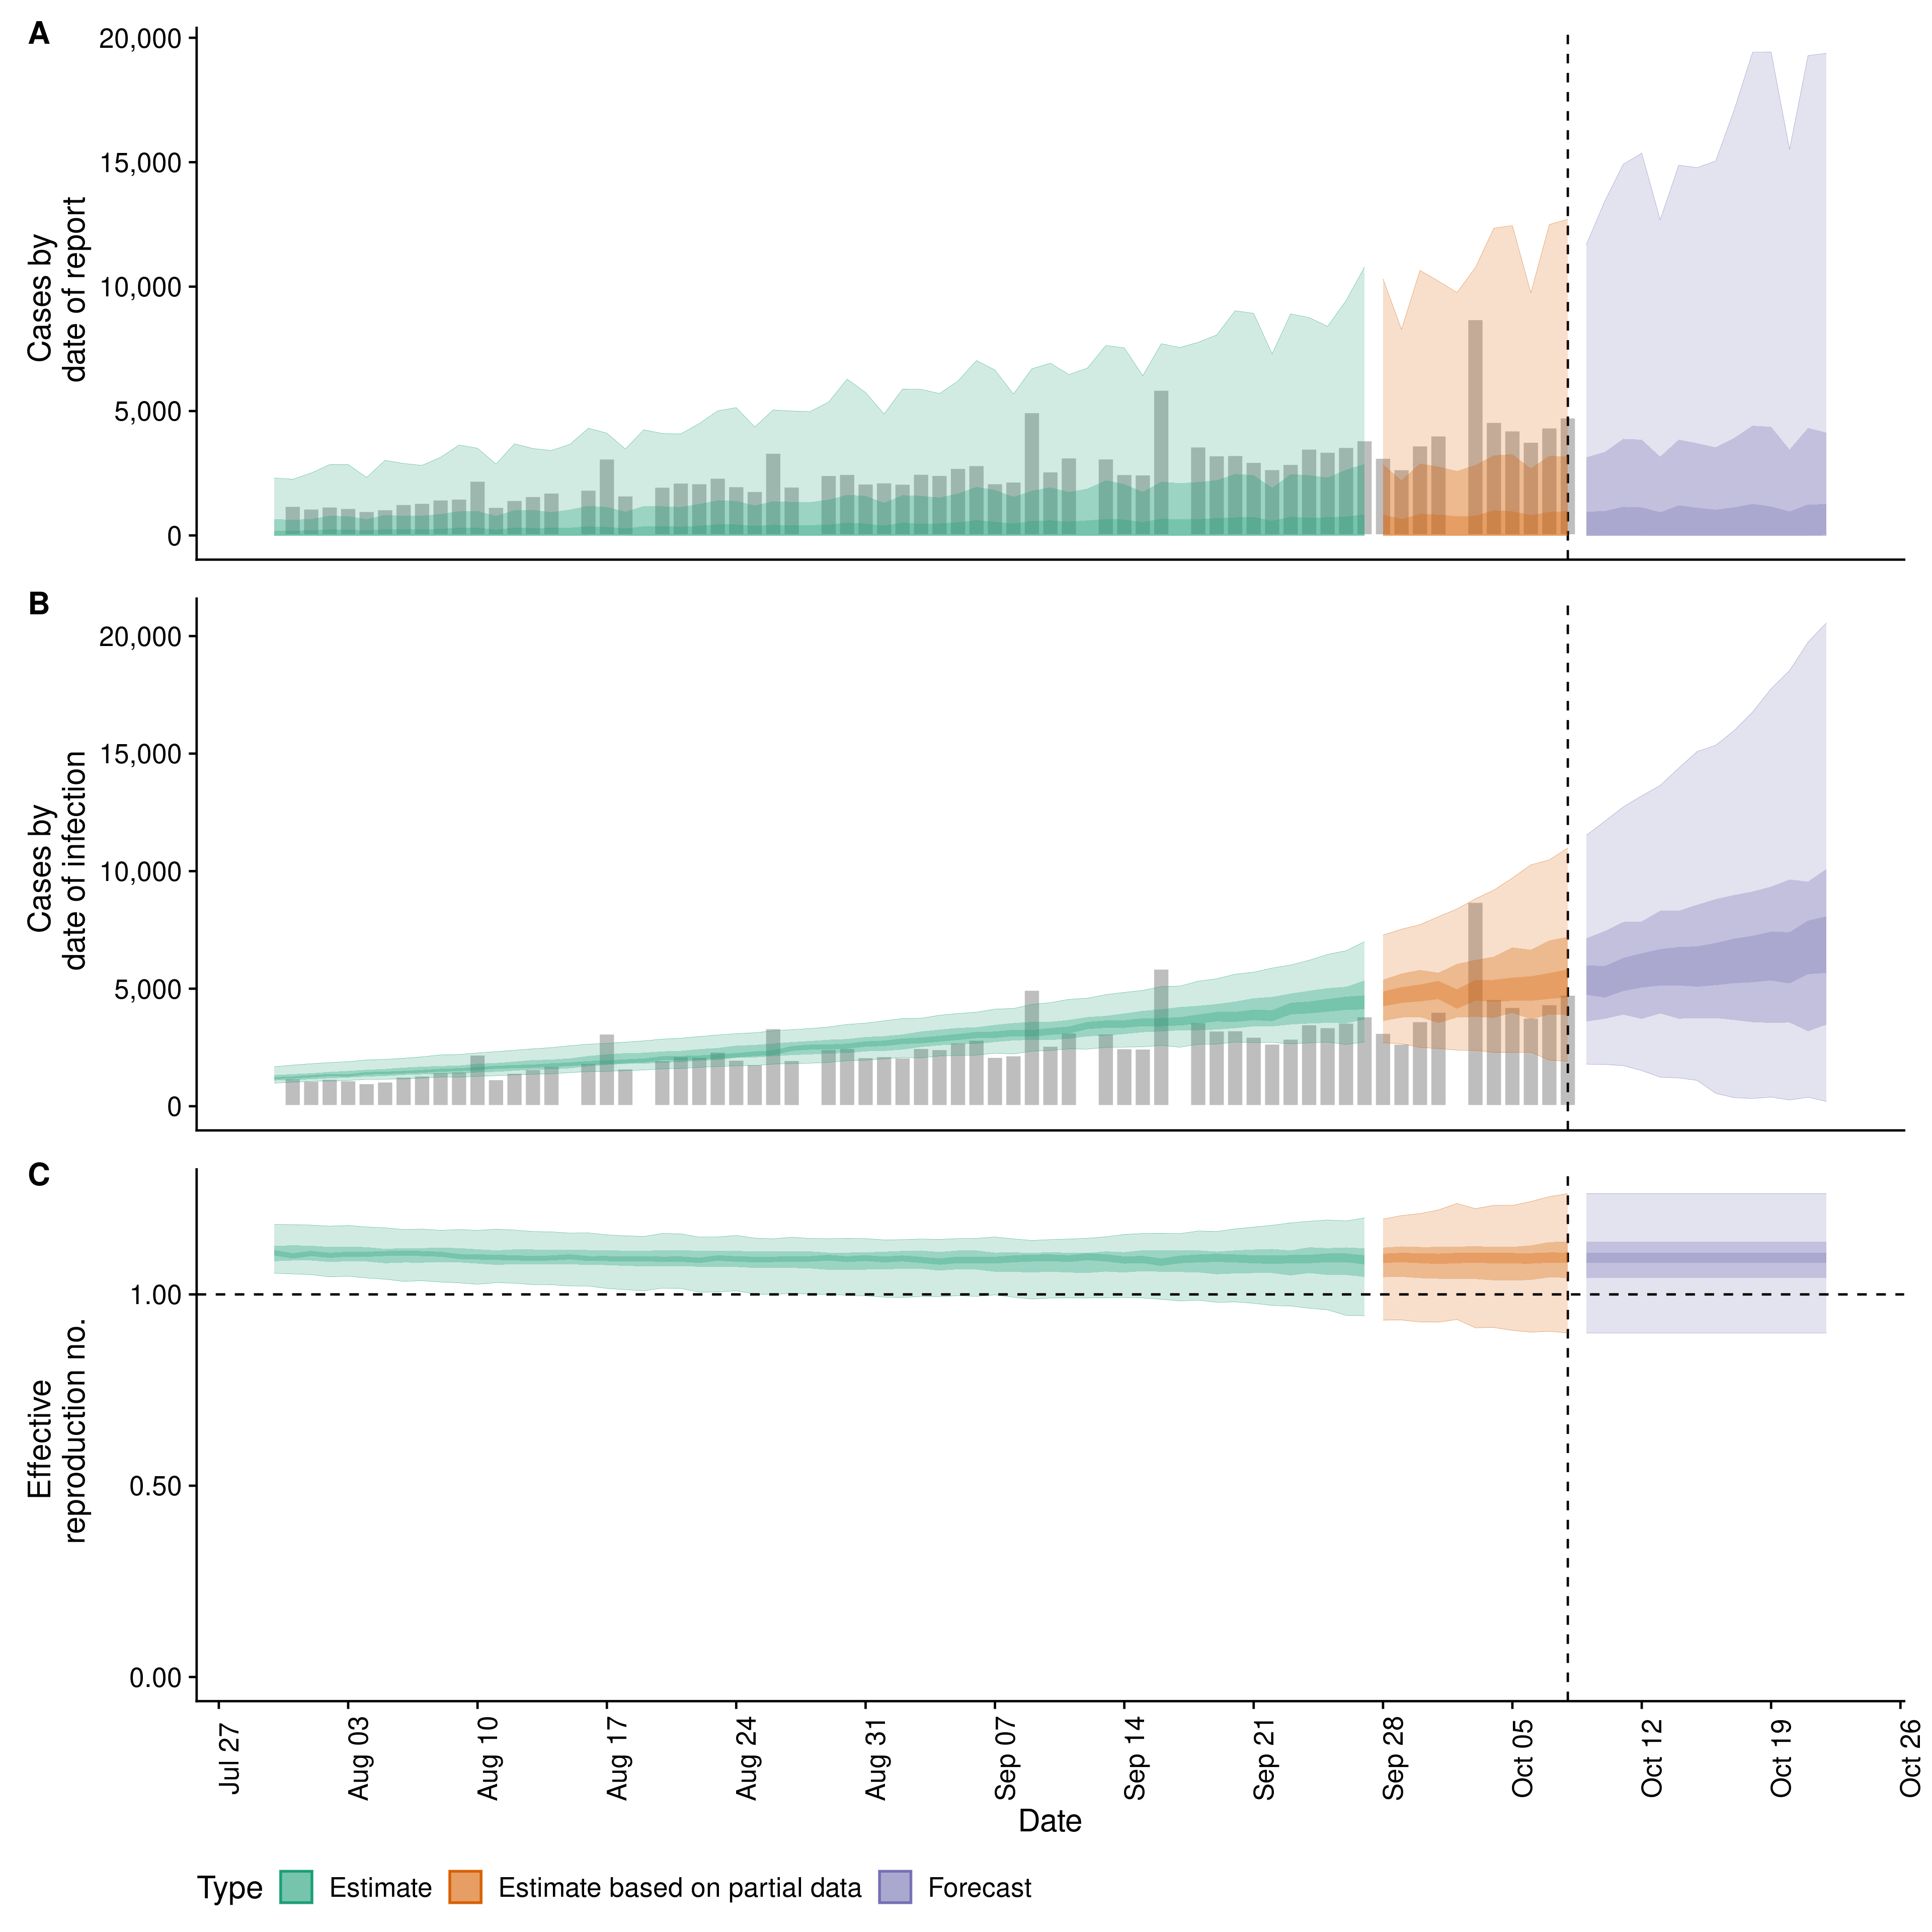 A
20,000
15,000
10,000
5,000
0
Cases by
date of report
B
20,000
15,000
10,000
5,000
0
Cases by
date of infection
C
1.00
0.50
0.00
Effective
reproduction no.
Jul 27
Aug 03
Aug 10
Aug 17
Aug 24
Aug 31
Sep 07
Sep 14
Sep 21
Sep 28
Oct 05
Oct 12
Oct 19
Oct 26
Date
Type Estimate Estimate based on partial data Forecast